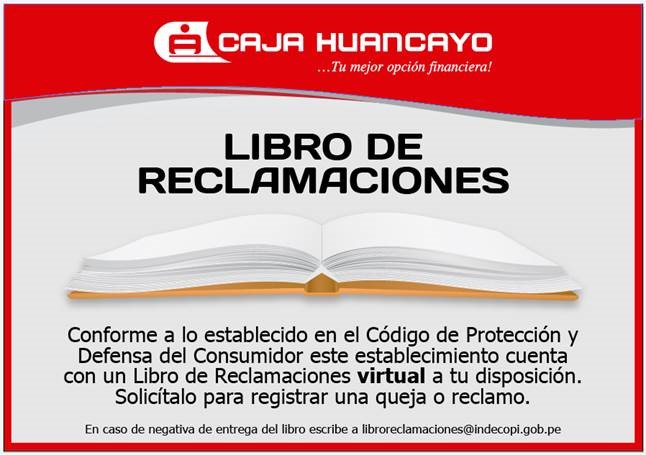 CAJA HUANCAYO
...Tu mejor opción financiera!
LIBRO DE
RECLAMACIONES
Conforme a lo establecido en el Código de Protección y
Defensa del Consumidor este establecimiento cuenta
con un Libro de Reclamaciones virtual a tu disposición.
Solicítalo para registrar una queja o reclamo.
En caso de negativa de entrega del libro escribe a libroreclamaciones@indecopi.gob.pe